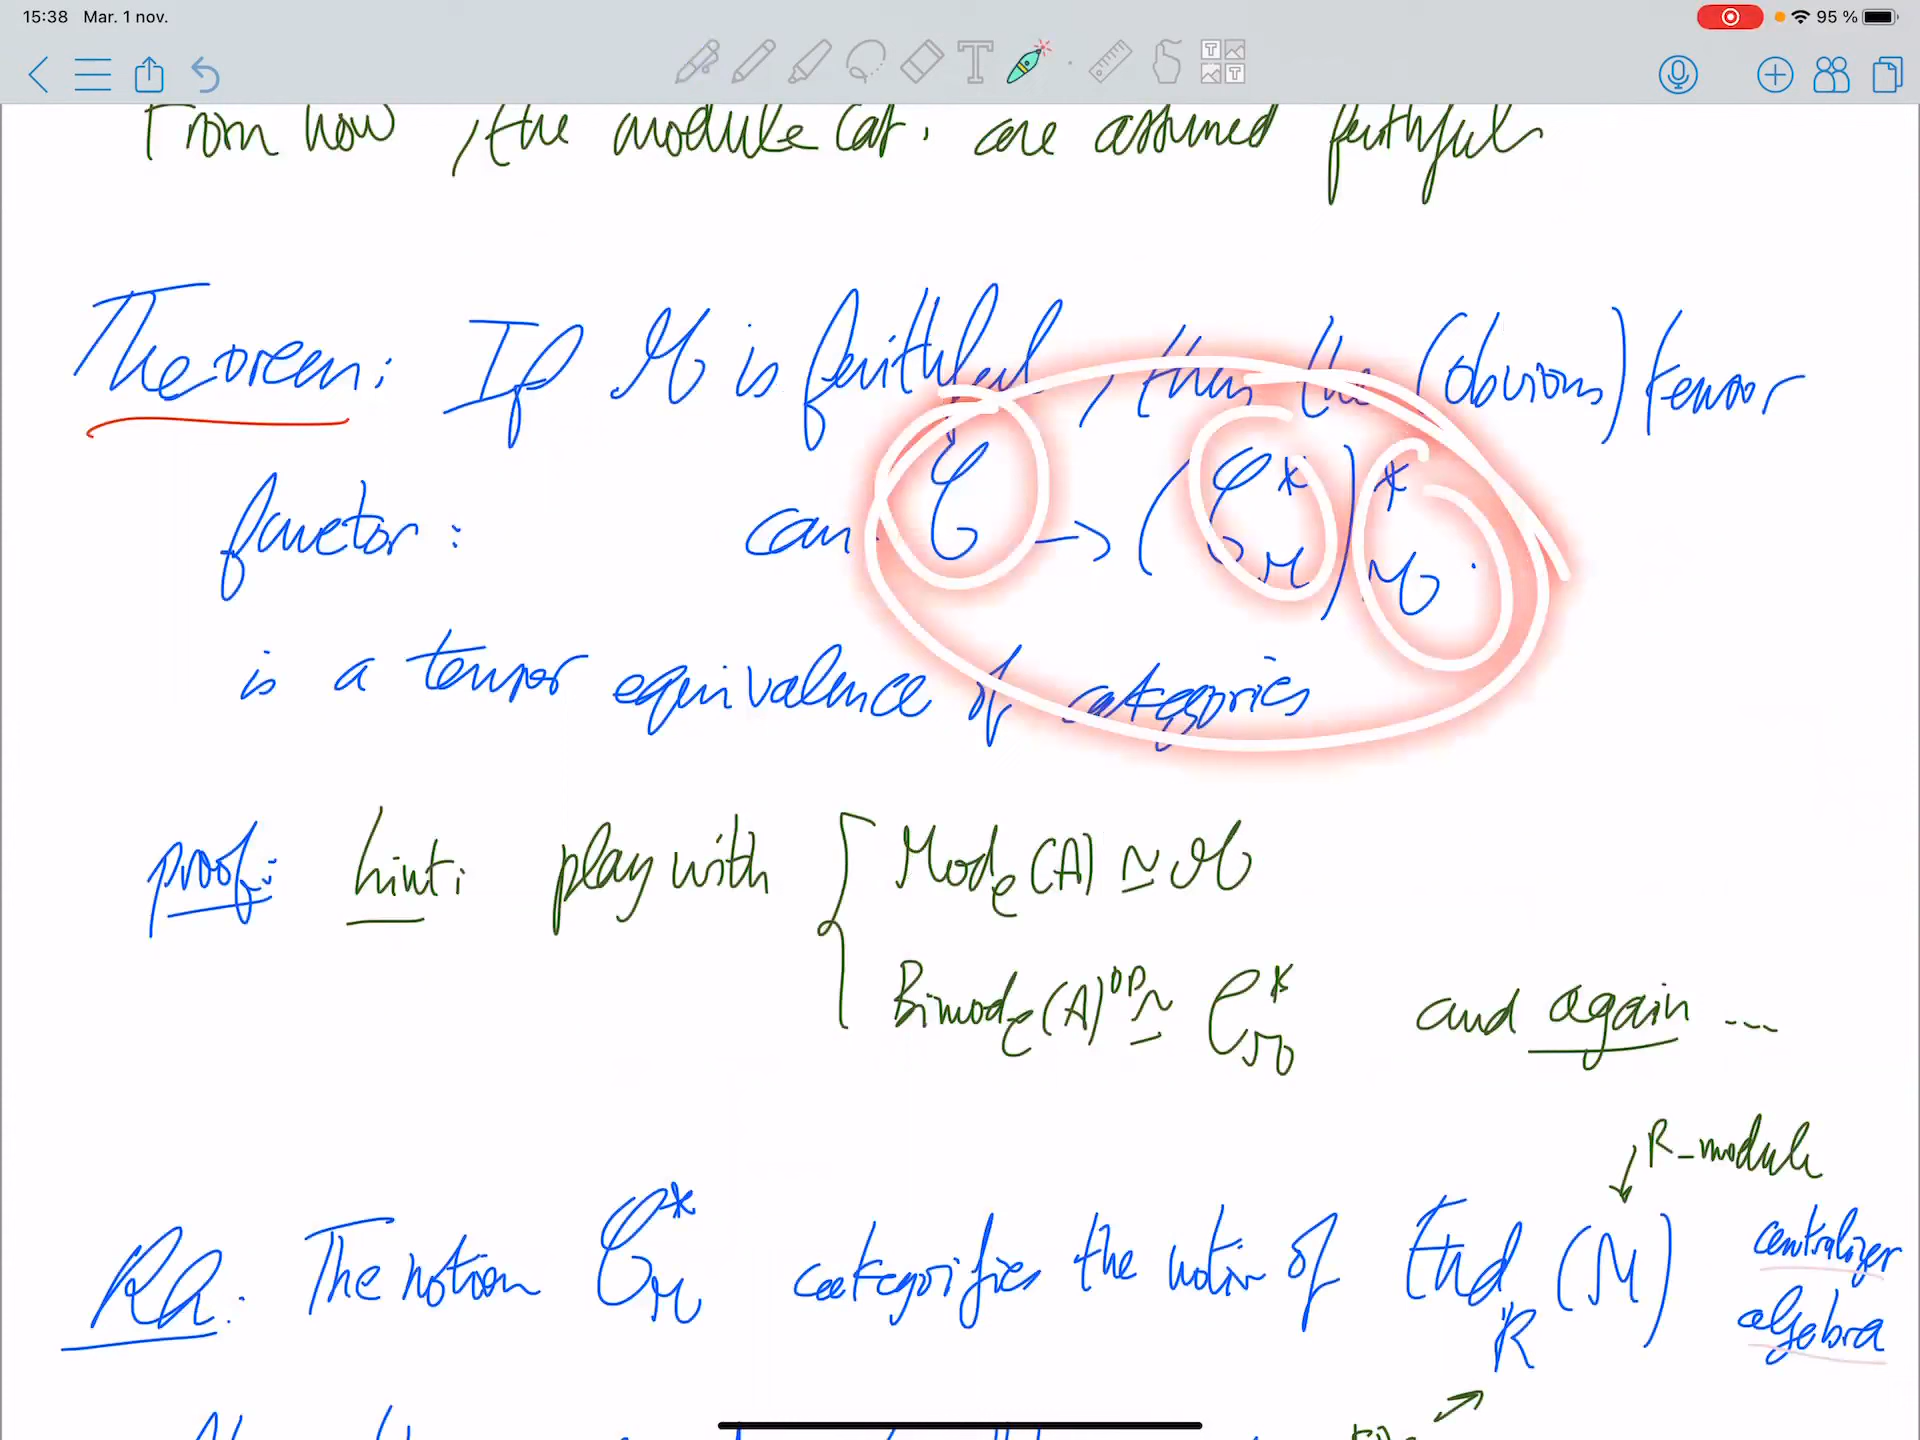 15:38 Mar. 1 nov. 95 %
From now, the module cat. are assumed faithful
Theorem: If M is faithful, then the (obvious) tensor
functor: can: C → (C*_M)*_M.
is a tensor equivalence of categories
proof: hint: play with { Mod_C(A) ≃ M
Bimod_C(A)^op ≃ C*_M and again ...
R-module
Rk: The notion C*_M categorifies the notion of End_R(M) centralizer
algebra